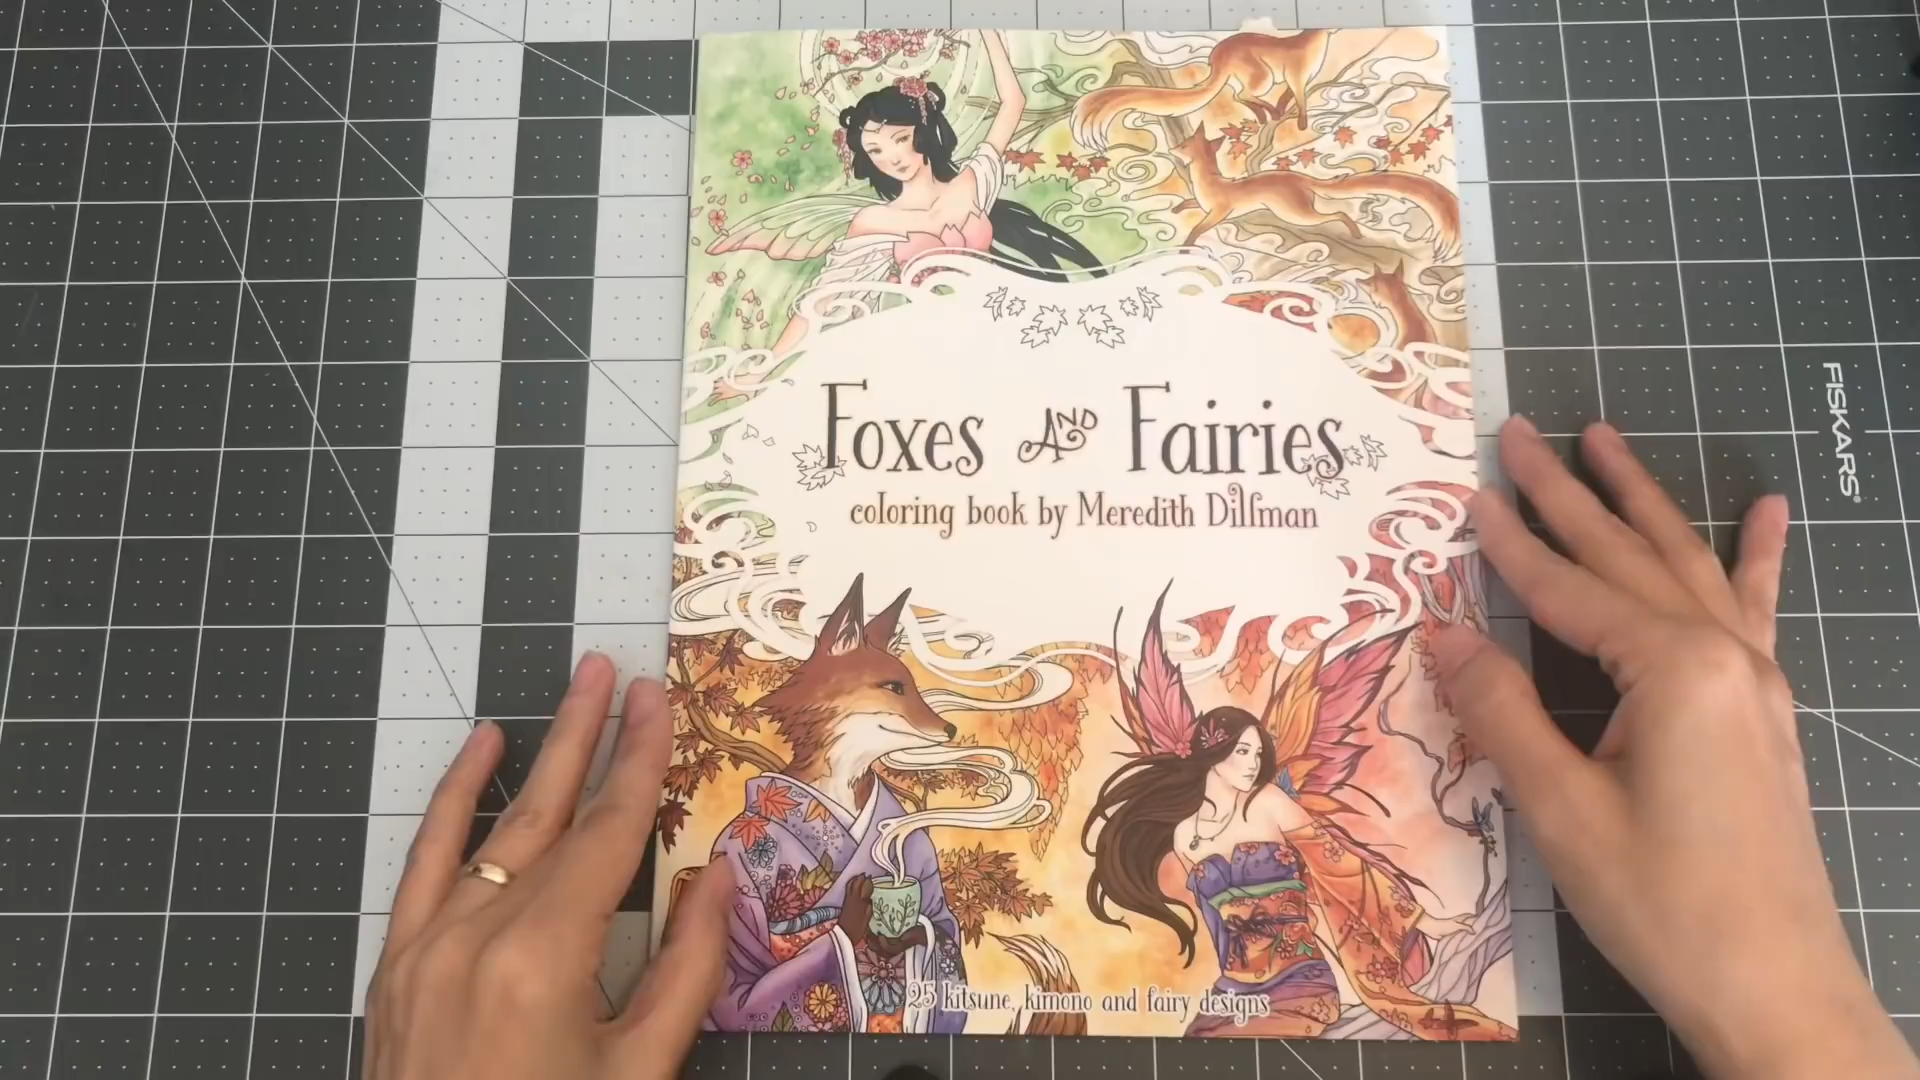 Foxes AND Fairies
coloring book by Meredith Dillman
25 kitsune, kimono and fairy designs
FISKARS®